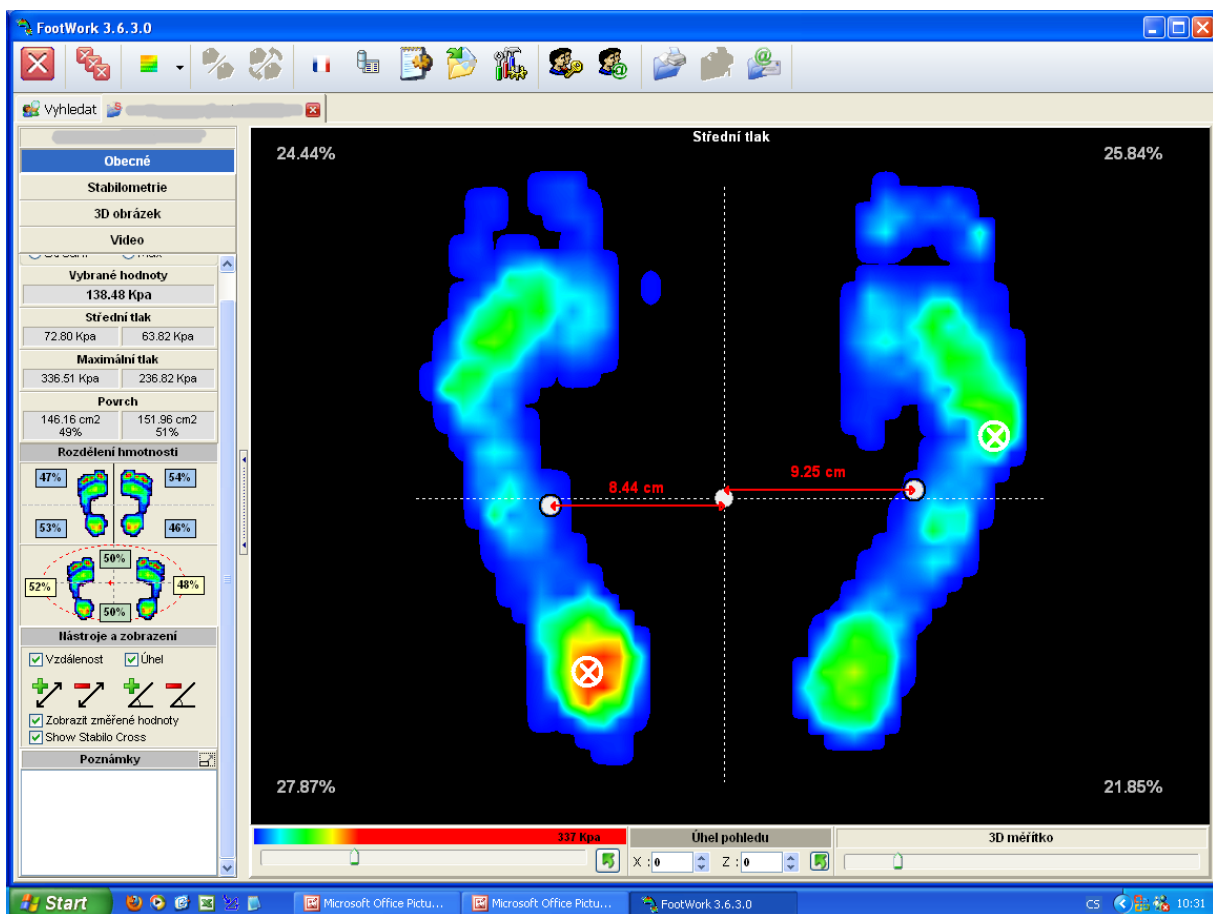 FootWork 3.6.3.0
Vyhledat
Obecné
Stabilometrie
3D obrázek
Video
Vybrané hodnoty
138.48 Kpa
Střední tlak
72.80 Kpa 63.82 Kpa
Maximální tlak
336.51 Kpa 236.82 Kpa
Povrch
146.16 cm2 151.96 cm2
49% 51%
Rozdělení hmotnosti
47% 54%
53% 46%
50%
52% 48%
50%
Nástroje a zobrazení
Vzdálenost Úhel
Zobrazit změřené hodnoty
Show Stabilo Cross
Poznámky
Střední tlak
24.44% 25.84%
8.44 cm 9.25 cm
27.87% 21.85%
337 Kpa Úhel pohledu 3D měřítko
X : 0 Z : 0
Start Microsoft Office Pictu... Microsoft Office Pictu... FootWork 3.6.3.0 CS 10:31